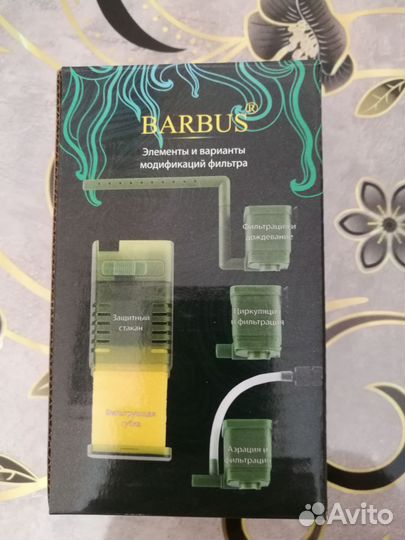 BARBUS®
Элементы и варианты
модификаций фильтра
Фильтрация и
дождевание
Защитный
стакан
Циркуляция
и фильтрация
Фильтрующая
губка
Аэрация и
фильтрация
Avito